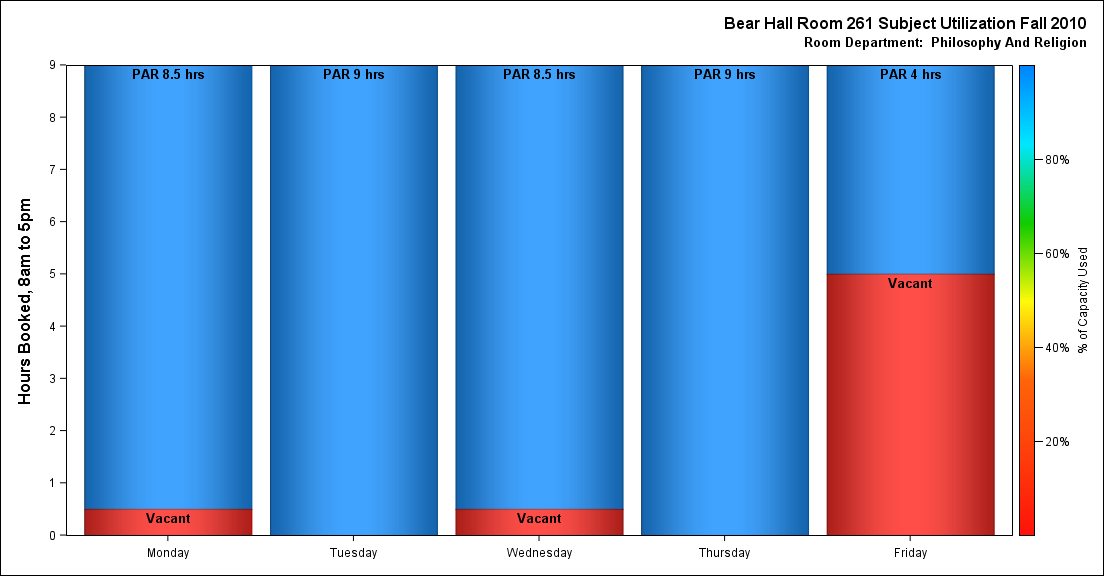 Bear Hall Room 261 Subject Utilization Fall 2010
Room Department:  Philosophy And Religion
Hours Booked, 8am to 5pm
9
8
7
6
5
4
3
2
1
0
PAR 8.5 hrs
PAR 9 hrs
PAR 8.5 hrs
PAR 9 hrs
PAR 4 hrs
Vacant
Vacant
Vacant
Monday
Tuesday
Wednesday
Thursday
Friday
80%
60%
40%
20%
% of Capacity Used